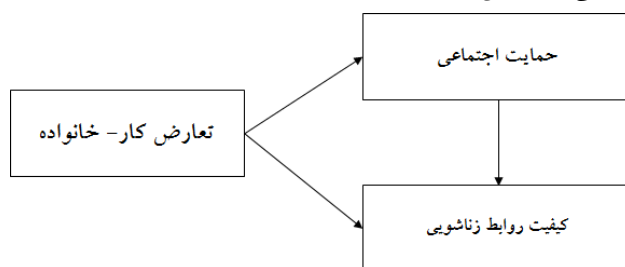 حمایت اجتماعی
تعارض کار- خانواده
کیفیت روابط زناشویی